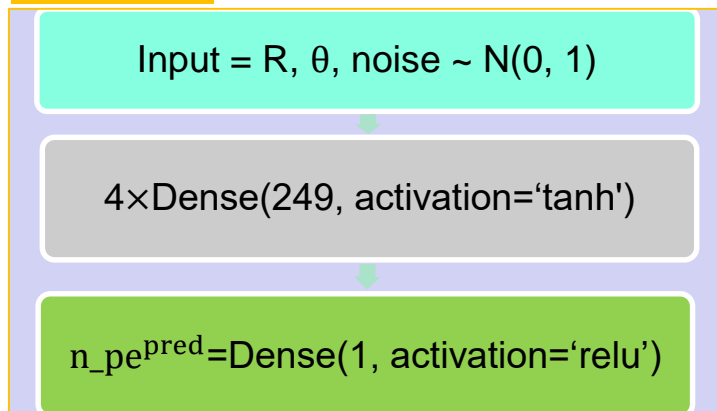 Input = R, θ, noise ~ N(0, 1)
4×Dense(249, activation=‘tanh')
n_pe^pred=Dense(1, activation=‘relu’)